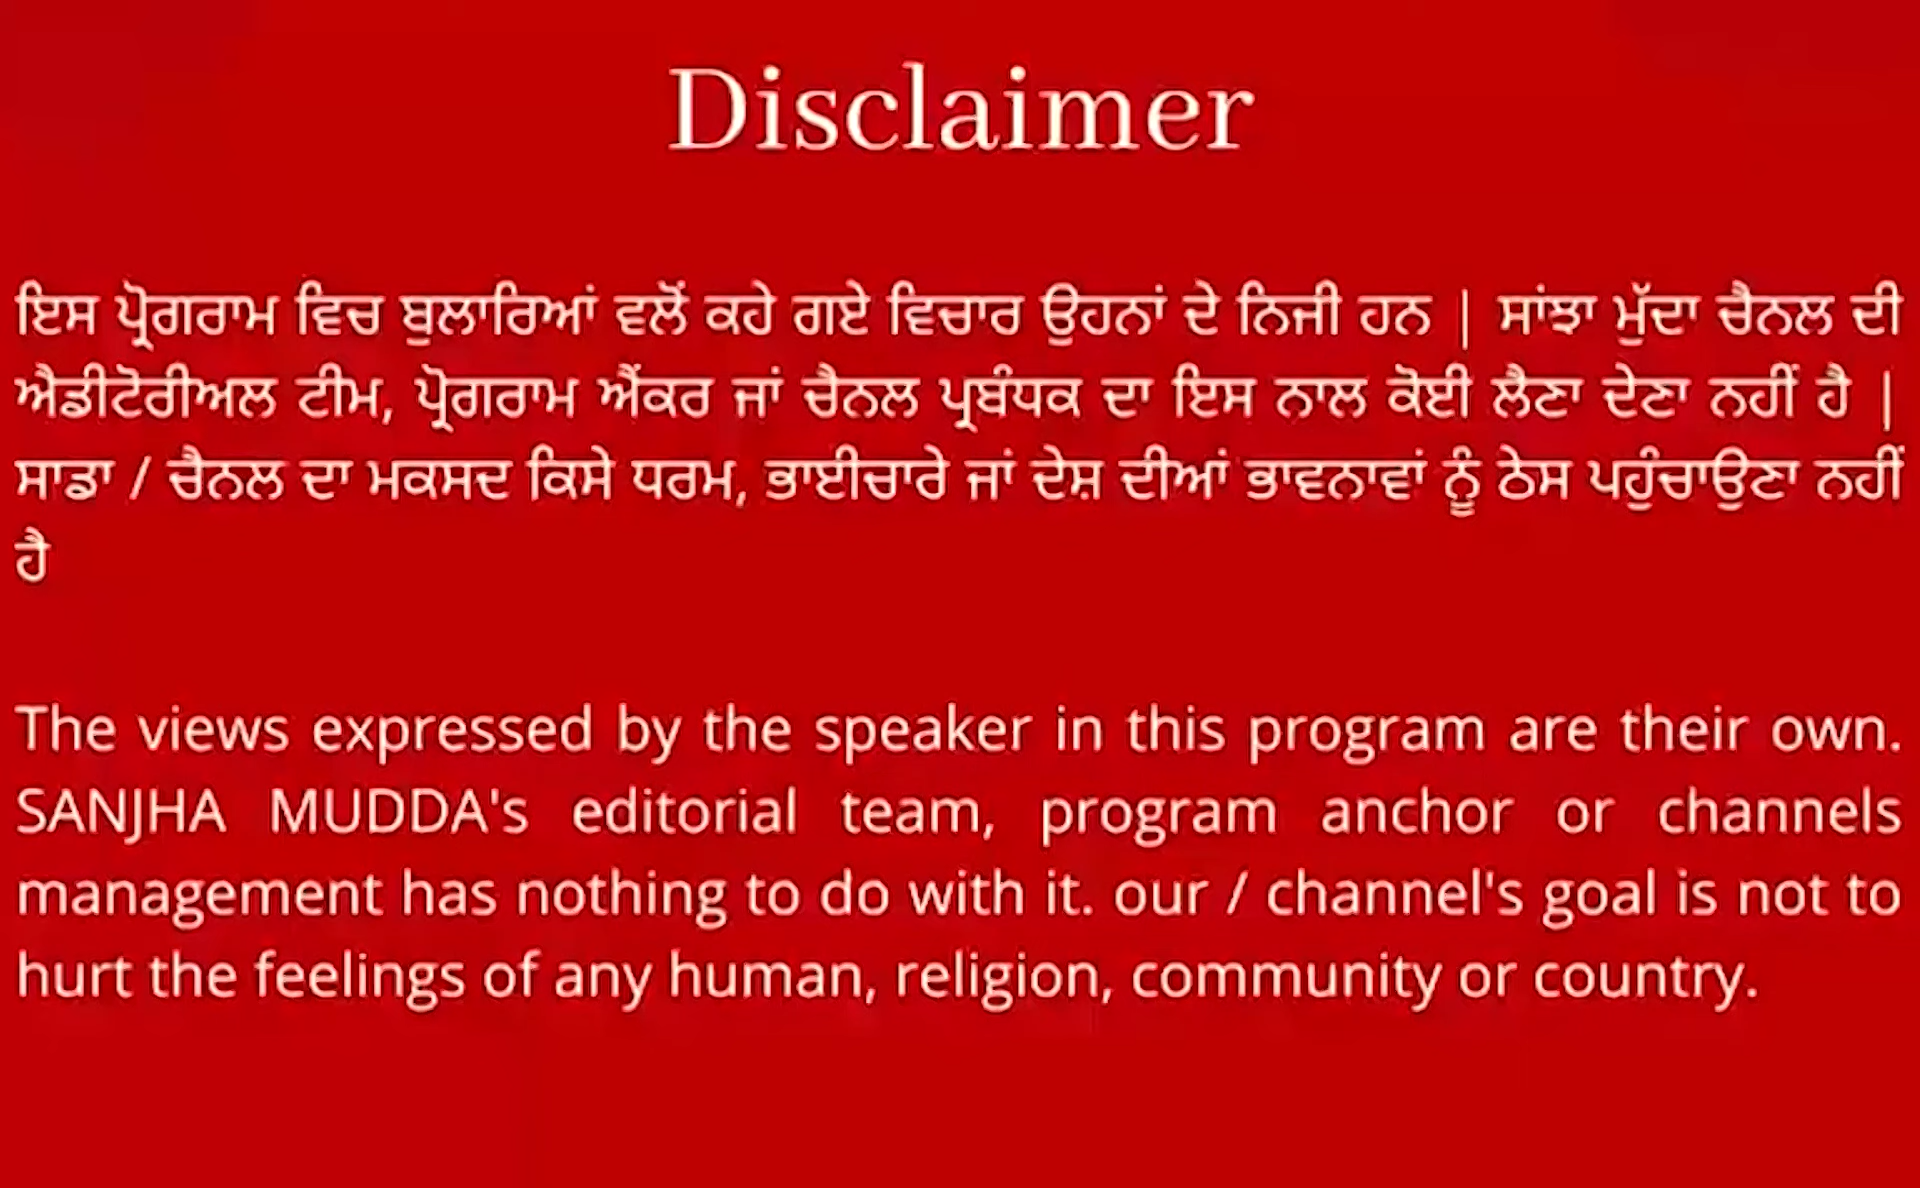 Disclaimer
ਇਸ ਪ੍ਰੋਗਰਾਮ ਵਿਚ ਬੁਲਾਰਿਆਂ ਵਲੋਂ ਕਹੇ ਗਏ ਵਿਚਾਰ ਉਹਨਾਂ ਦੇ ਨਿਜੀ ਹਨ | ਸਾਂਝਾ ਮੁੱਦਾ ਚੈਨਲ ਦੀ
ਐਡੀਟੋਰੀਅਲ ਟੀਮ, ਪ੍ਰੋਗਰਾਮ ਐਂਕਰ ਜਾਂ ਚੈਨਲ ਪ੍ਰਬੰਧਕ ਦਾ ਇਸ ਨਾਲ ਕੋਈ ਲੈਣਾ ਦੇਣਾ ਨਹੀਂ ਹੈ |
ਸਾਡਾ / ਚੈਨਲ ਦਾ ਮਕਸਦ ਕਿਸੇ ਧਰਮ, ਭਾਈਚਾਰੇ ਜਾਂ ਦੇਸ਼ ਦੀਆਂ ਭਾਵਨਾਵਾਂ ਨੂੰ ਠੇਸ ਪਹੁੰਚਾਉਣਾ ਨਹੀਂ
ਹੈ
The views expressed by the speaker in this program are their own.
SANJHA MUDDA's editorial team, program anchor or channels
management has nothing to do with it. our / channel's goal is not to
hurt the feelings of any human, religion, community or country.